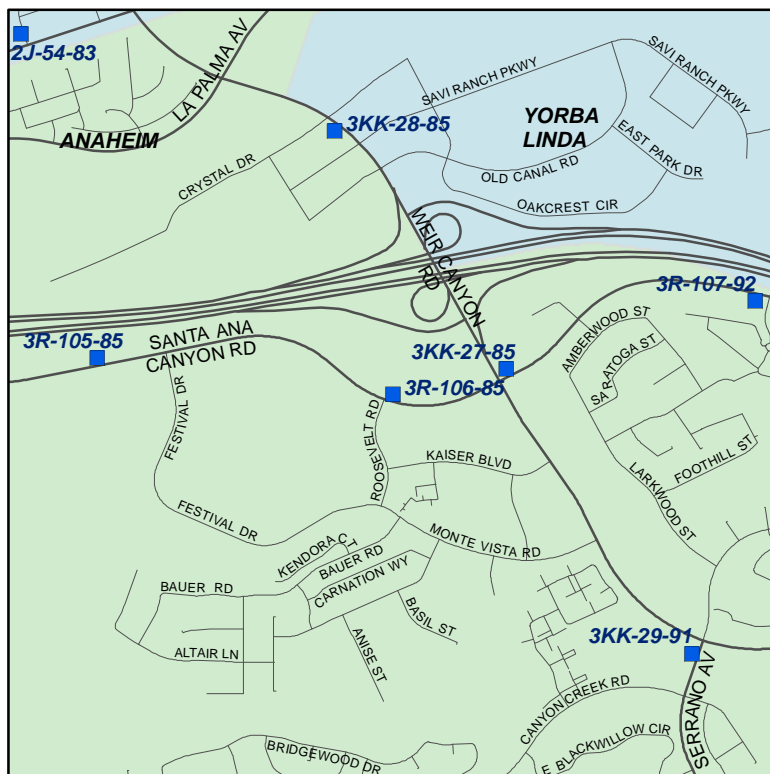 2J-54-83
LA PALMA AV
ANAHEIM
3KK-28-85
SAVI RANCH PKWY
SAVI RANCH PKWY
YORBA
LINDA
CRYSTAL DR
OLD CANAL RD
EAST PARK DR
OAKCREST CIR
WEIR CANYON
RD
3R-107-92
SANTA ANA
CANYON RD
3R-105-85
3KK-27-85
3R-106-85
AMBERWOOD ST
SARATOGA ST
FESTIVAL DR
ROOSEVELT RD
KAISER BLVD
LARKWOOD ST
FOOTHILL ST
FESTIVAL DR
MONTE VISTA RD
KENDORA CT
BAUER RD
CARNATION WY
BAUER RD
BASIL ST
ANISE ST
ALTAIR LN
3KK-29-91
CANYON CREEK RD
SERRANO AV
BRIDGEWOOD DR
E BLACKWILLOW CIR